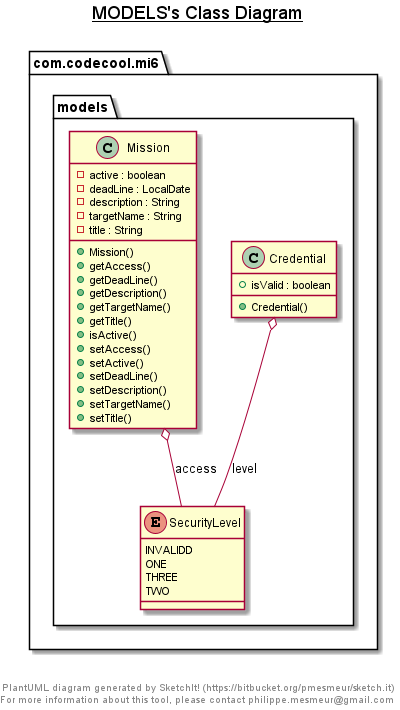 MODELS's Class Diagram
com.codecool.mi6
models
C Mission
active : boolean
deadLine : LocalDate
description : String
targetName : String
title : String
Mission()
getAccess()
getDeadLine()
getDescription()
getTargetName()
getTitle()
isActive()
setAccess()
setActive()
setDeadLine()
setDescription()
setTargetName()
setTitle()
C Credential
isValid : boolean
Credential()
access
level
E SecurityLevel
INVALIDD
ONE
THREE
TWO
PlantUML diagram generated by SketchIt! (https://bitbucket.org/pmesmeur/sketch.it)
For more information about this tool, please contact philippe.mesmeur@gmail.com